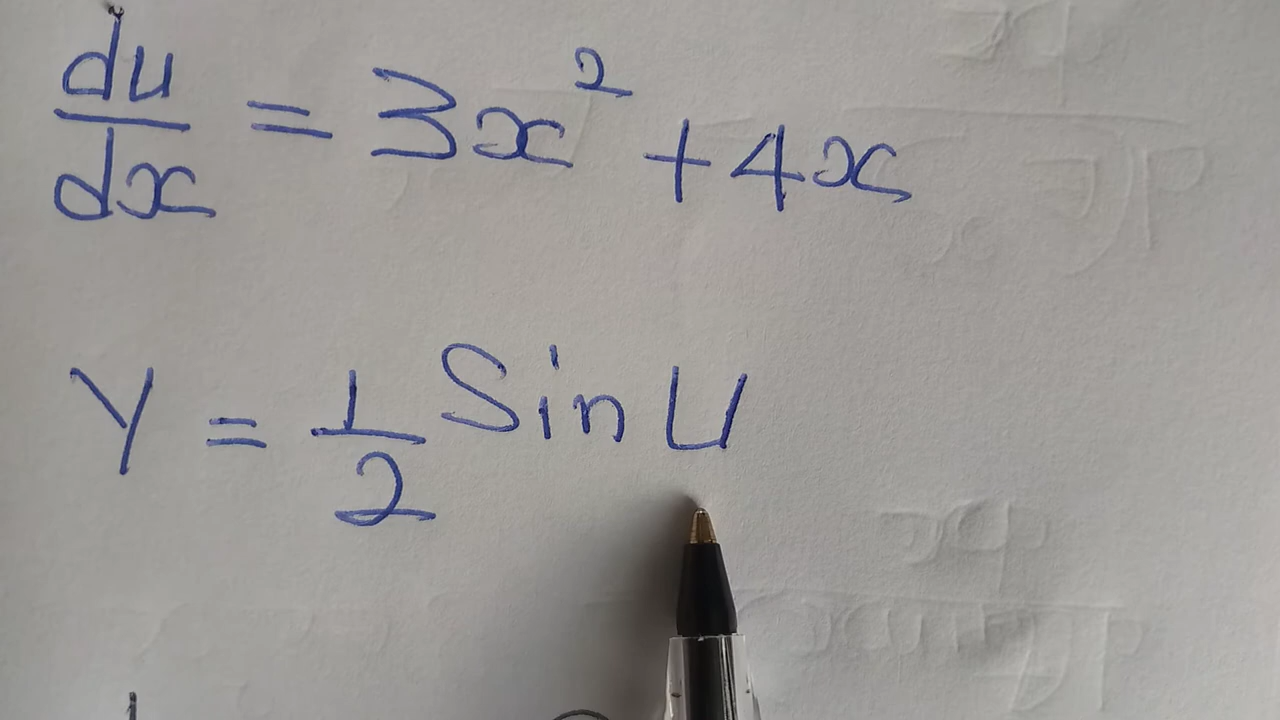 du/dx = 3x² + 4x
Y = 1/2 Sin U